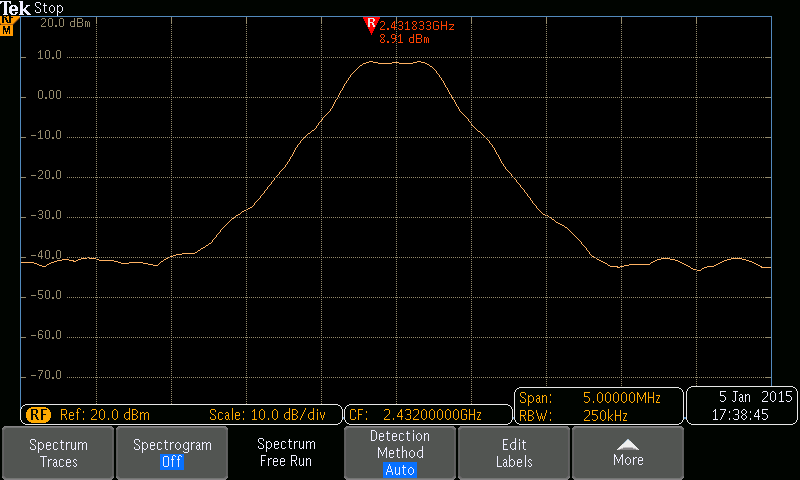 Tek Stop
RF
M
20.0 dBm
R
2.431833GHz
8.91 dBm
10.0
0.00
-10.0
-20.0
-30.0
-40.0
-50.0
-60.0
-70.0
RF Ref: 20.0 dBm Scale: 10.0 dB/div
CF: 2.43200000GHz
Span: 5.00000MHz
RBW: 250kHz
5 Jan 2015
17:38:45
Spectrum
Traces
Spectrogram
Off
Spectrum
Free Run
Detection
Method
Auto
Edit
Labels
More